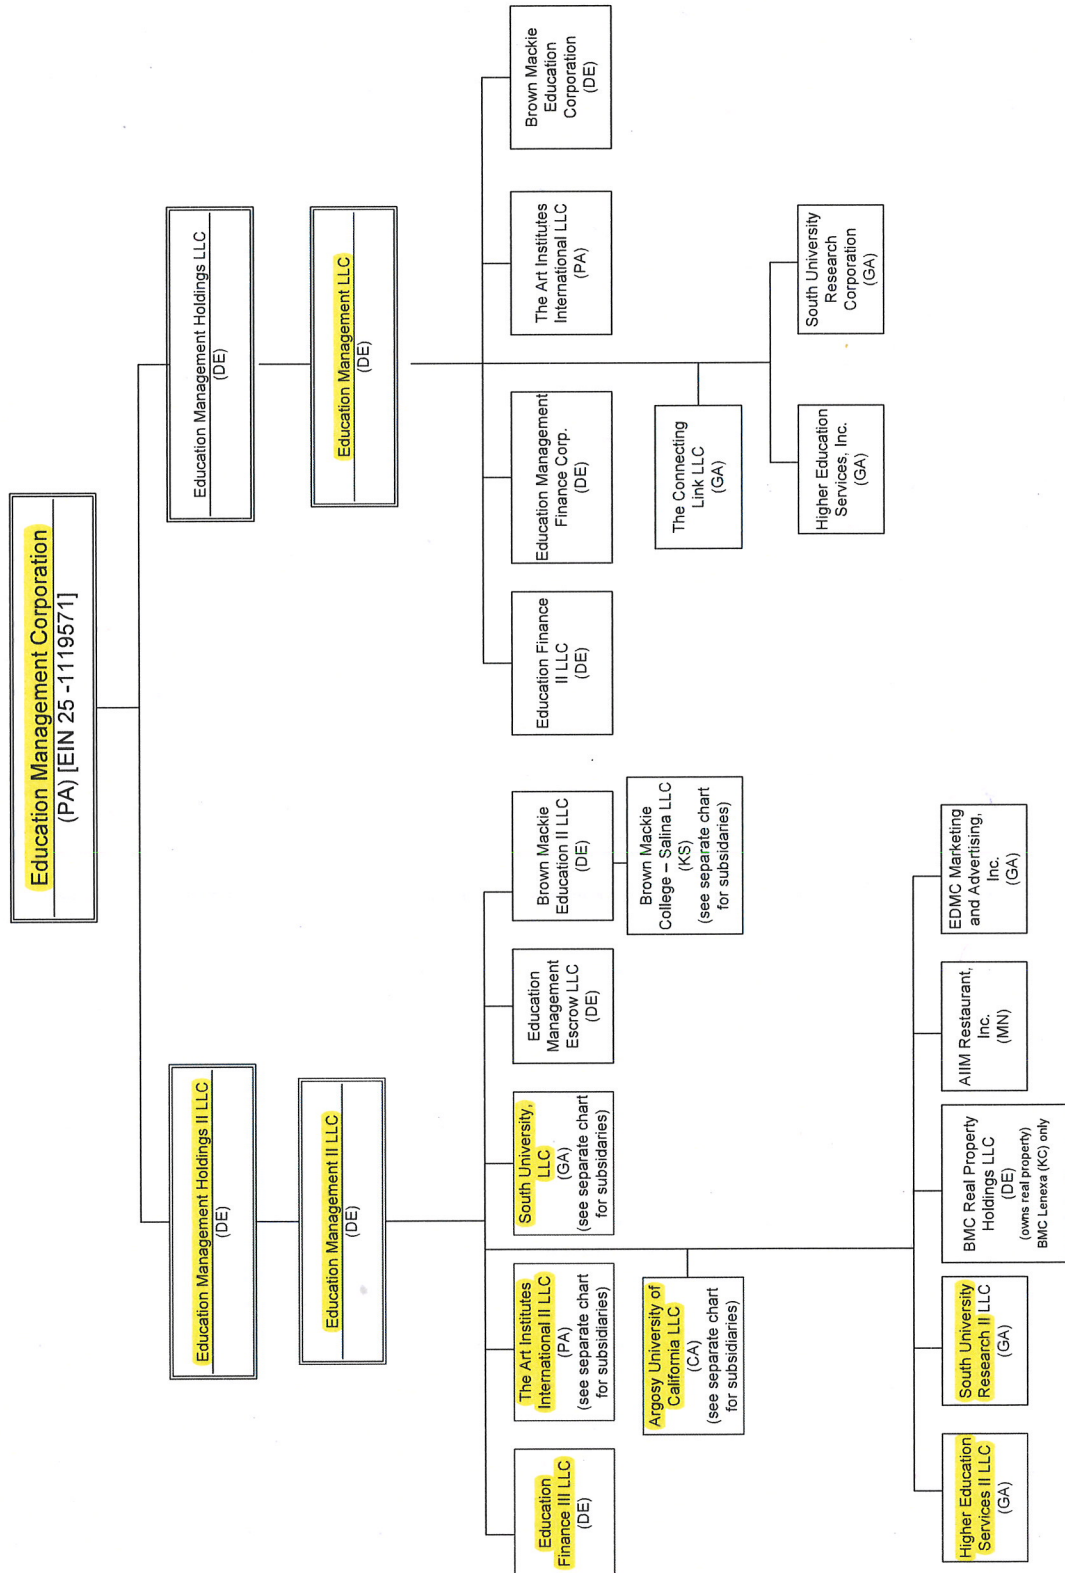 Education Management Corporation
(PA) [EIN 25 -1119571]
Education Management Holdings II LLC
(DE)
Education Management Holdings LLC
(DE)
Education Management II LLC
(DE)
Education Management LLC
(DE)
Education
Finance III LLC
(DE)
The Art Institutes
International II LLC
(PA)
(see separate chart
for subsidiaries)
South University,
LLC
(GA)
(see separate chart
for subsidaries)
Education
Management
Escrow LLC
(DE)
Brown Mackie
Education II LLC
(DE)
Education Finance
II LLC
(DE)
Education Management
Finance Corp.
(DE)
The Art Institutes
International LLC
(PA)
Brown Mackie
Education
Corporation
(DE)
Argosy University of
California LLC
(CA)
(see separate chart
for subsidiaries)
Brown Mackie
College – Salina LLC
(KS)
(see separate chart
for subsidaries)
The Connecting
Link LLC
(GA)
Higher Education
Services, Inc.
(GA)
South University
Research
Corporation
(GA)
Higher Education
Services II LLC
(GA)
South University
Research II LLC
(GA)
BMC Real Property
Holdings LLC
(DE)
(owns real property)
BMC Lenexa (KC) only
AIIM Restaurant,
Inc.
(MN)
EDMC Marketing
and Advertising,
Inc.
(GA)